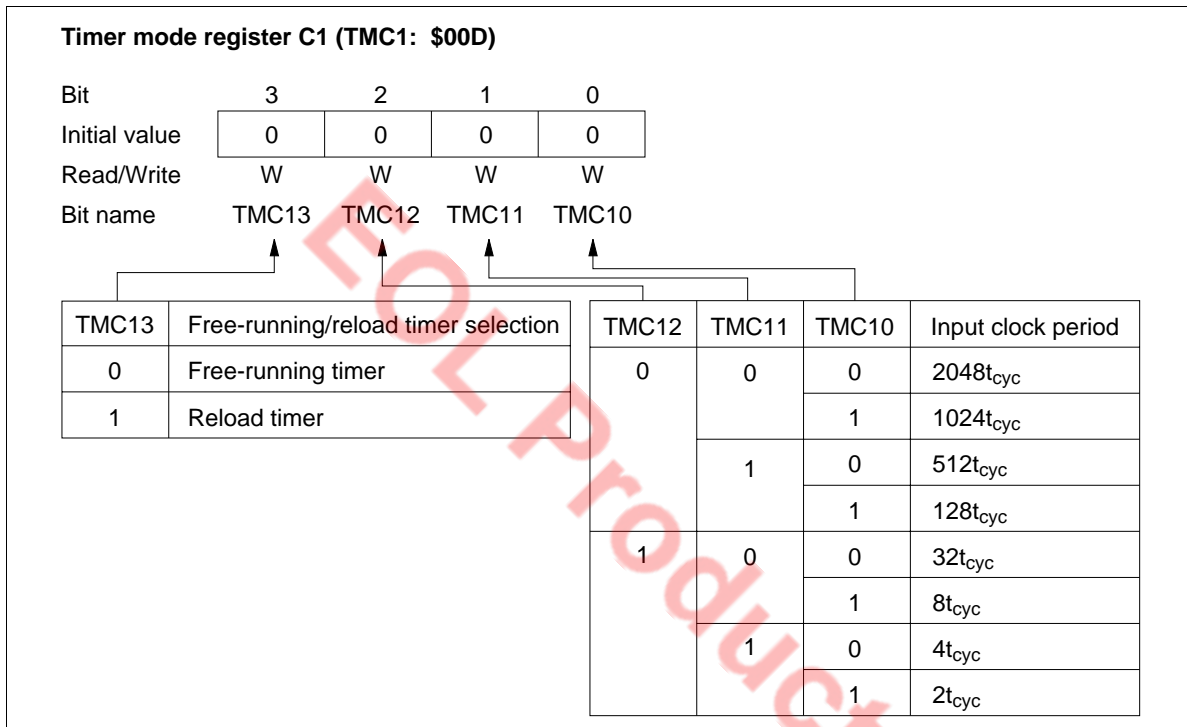 Timer mode register C1 (TMC1: $00D)
Bit 3 2 1 0
Initial value 0 0 0 0
Read/Write W W W W
Bit name TMC13 TMC12 TMC11 TMC10
TMC13 Free-running/reload timer selection
0 Free-running timer
1 Reload timer
TMC12 TMC11 TMC10 Input clock period
0 0 0 2048tcyc
1 1024tcyc
1 0 512tcyc
1 128tcyc
1 0 0 32tcyc
1 8tcyc
1 0 4tcyc
1 2tcyc
EOL Product